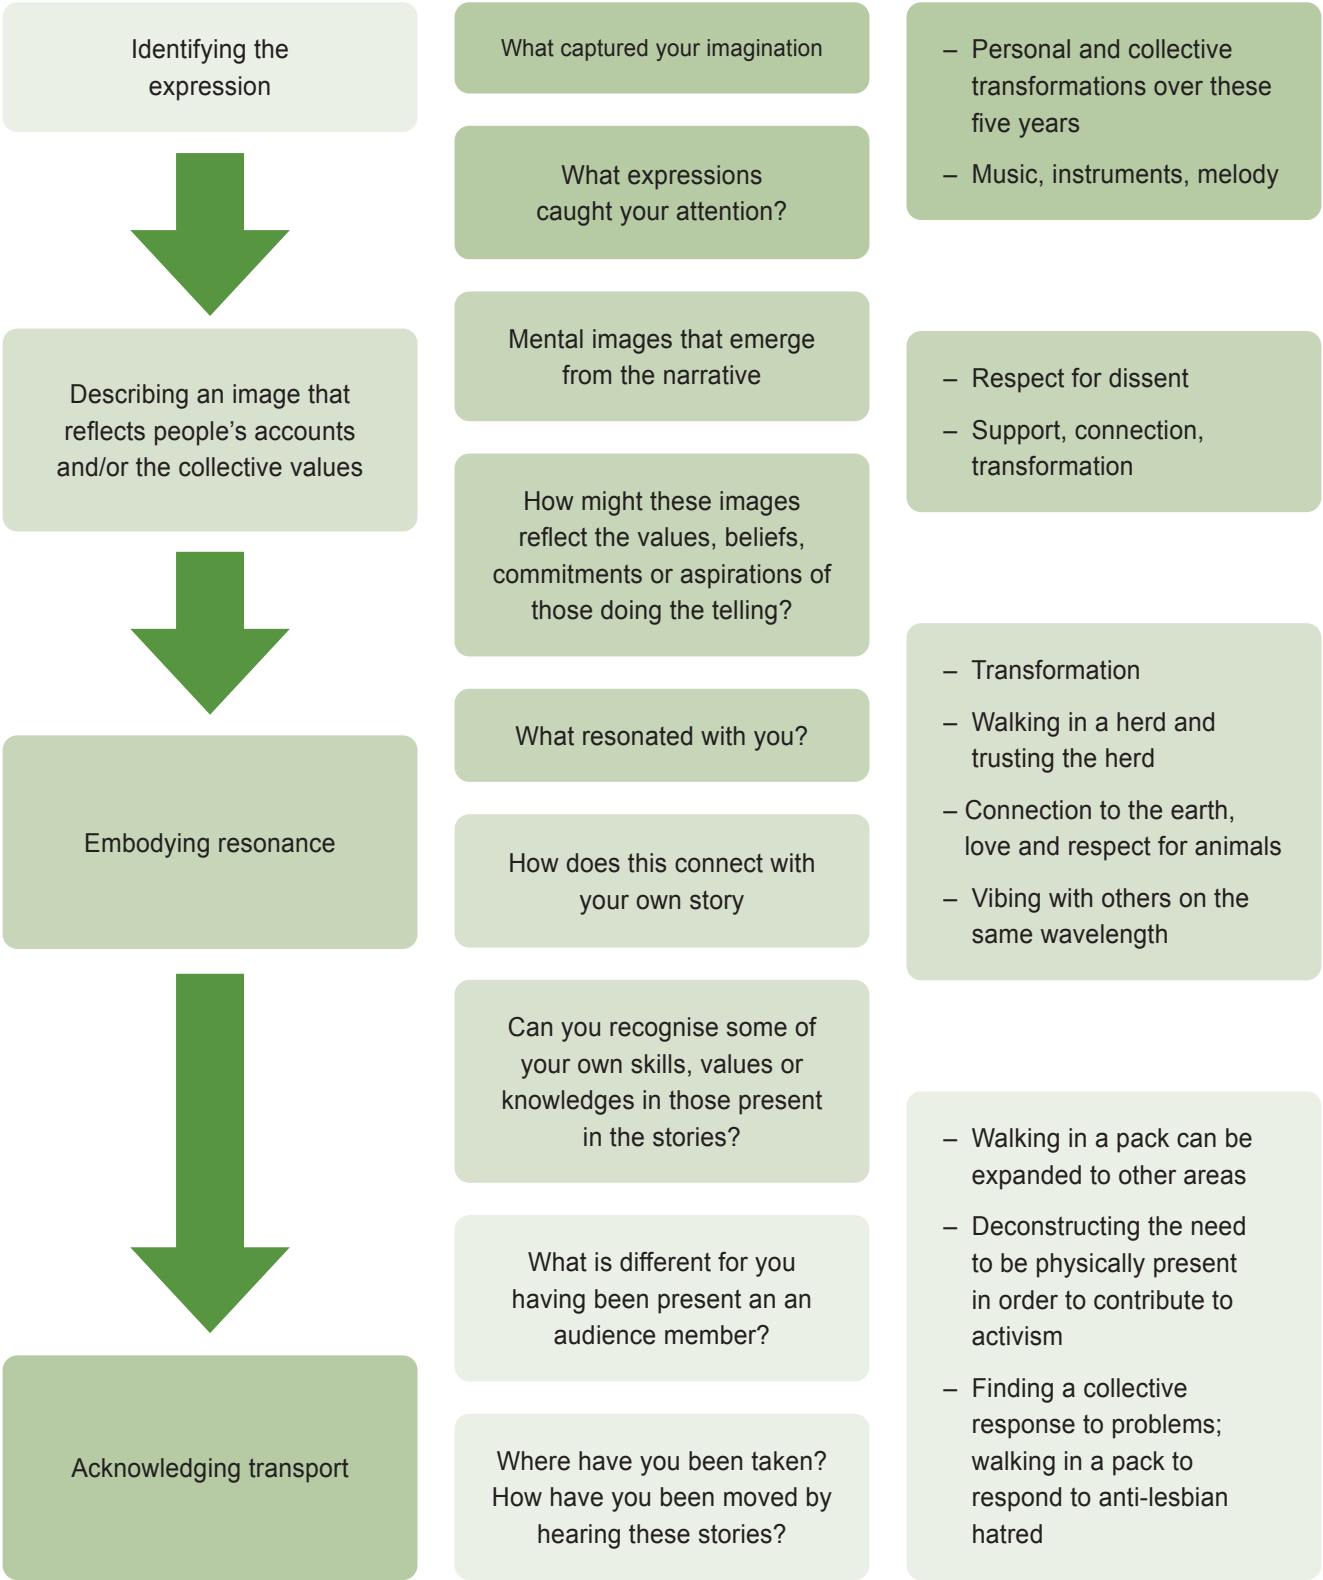 Identifying the
expression
Describing an image that
reflects people's accounts
and/or the collective values
Embodying resonance
Acknowledging transport
What captured your imagination
What expressions
caught your attention?
Mental images that emerge
from the narrative
How might these images
reflect the values, beliefs,
commitments or aspirations of
those doing the telling?
What resonated with you?
How does this connect with
your own story
Can you recognise some of
your own skills, values or
knowledges in those present
in the stories?
What is different for you
having been present an an
audience member?
Where have you been taken?
How have you been moved by
hearing these stories?
– Personal and collective
transformations over these
five years
– Music, instruments, melody
– Respect for dissent
– Support, connection,
transformation
– Transformation
– Walking in a herd and
trusting the herd
– Connection to the earth,
love and respect for animals
– Vibing with others on the
same wavelength
– Walking in a pack can be
expanded to other areas
– Deconstructing the need
to be physically present
in order to contribute to
activism
– Finding a collective
response to problems;
walking in a pack to
respond to anti-lesbian
hatred